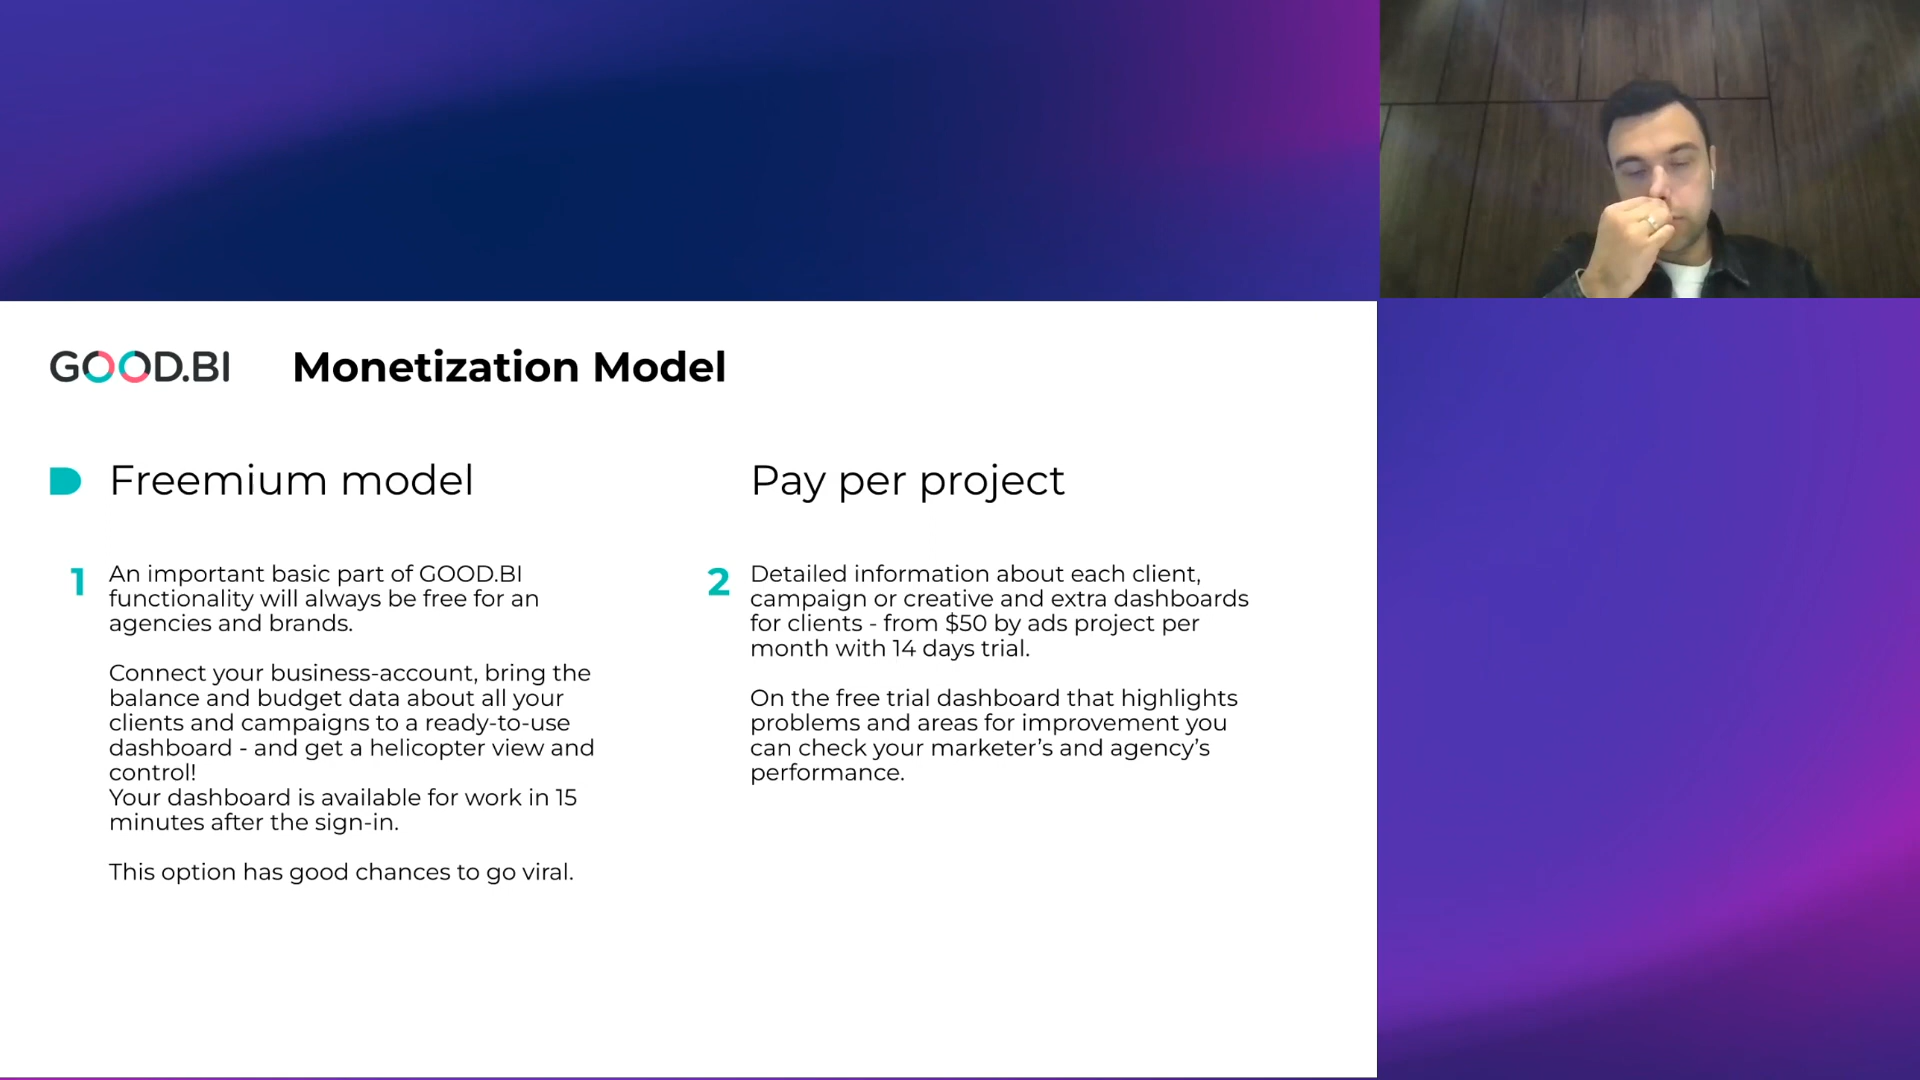 GOOD.BI
Monetization Model
Freemium model
1
An important basic part of GOOD.BI
functionality will always be free for an
agencies and brands.
Connect your business-account, bring the
balance and budget data about all your
clients and campaigns to a ready-to-use
dashboard - and get a helicopter view and
control!
Your dashboard is available for work in 15
minutes after the sign-in.
This option has good chances to go viral.
Pay per project
2
Detailed information about each client,
campaign or creative and extra dashboards
for clients - from $50 by ads project per
month with 14 days trial.
On the free trial dashboard that highlights
problems and areas for improvement you
can check your marketer’s and agency’s
performance.